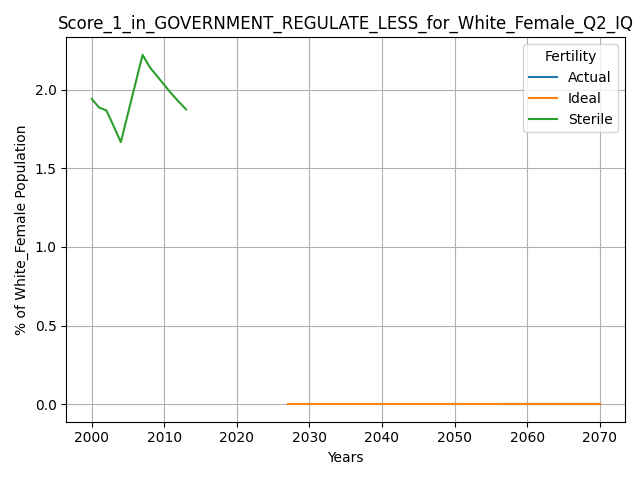 Score_1_in_GOVERNMENT_REGULATE_LESS_for_White_Female_Q2_IQ
Fertility
Actual
Ideal
Sterile
% of White_Female Population
2.0
1.5
1.0
0.5
0.0
2000 2010 2020 2030 2040 2050 2060 2070
Years